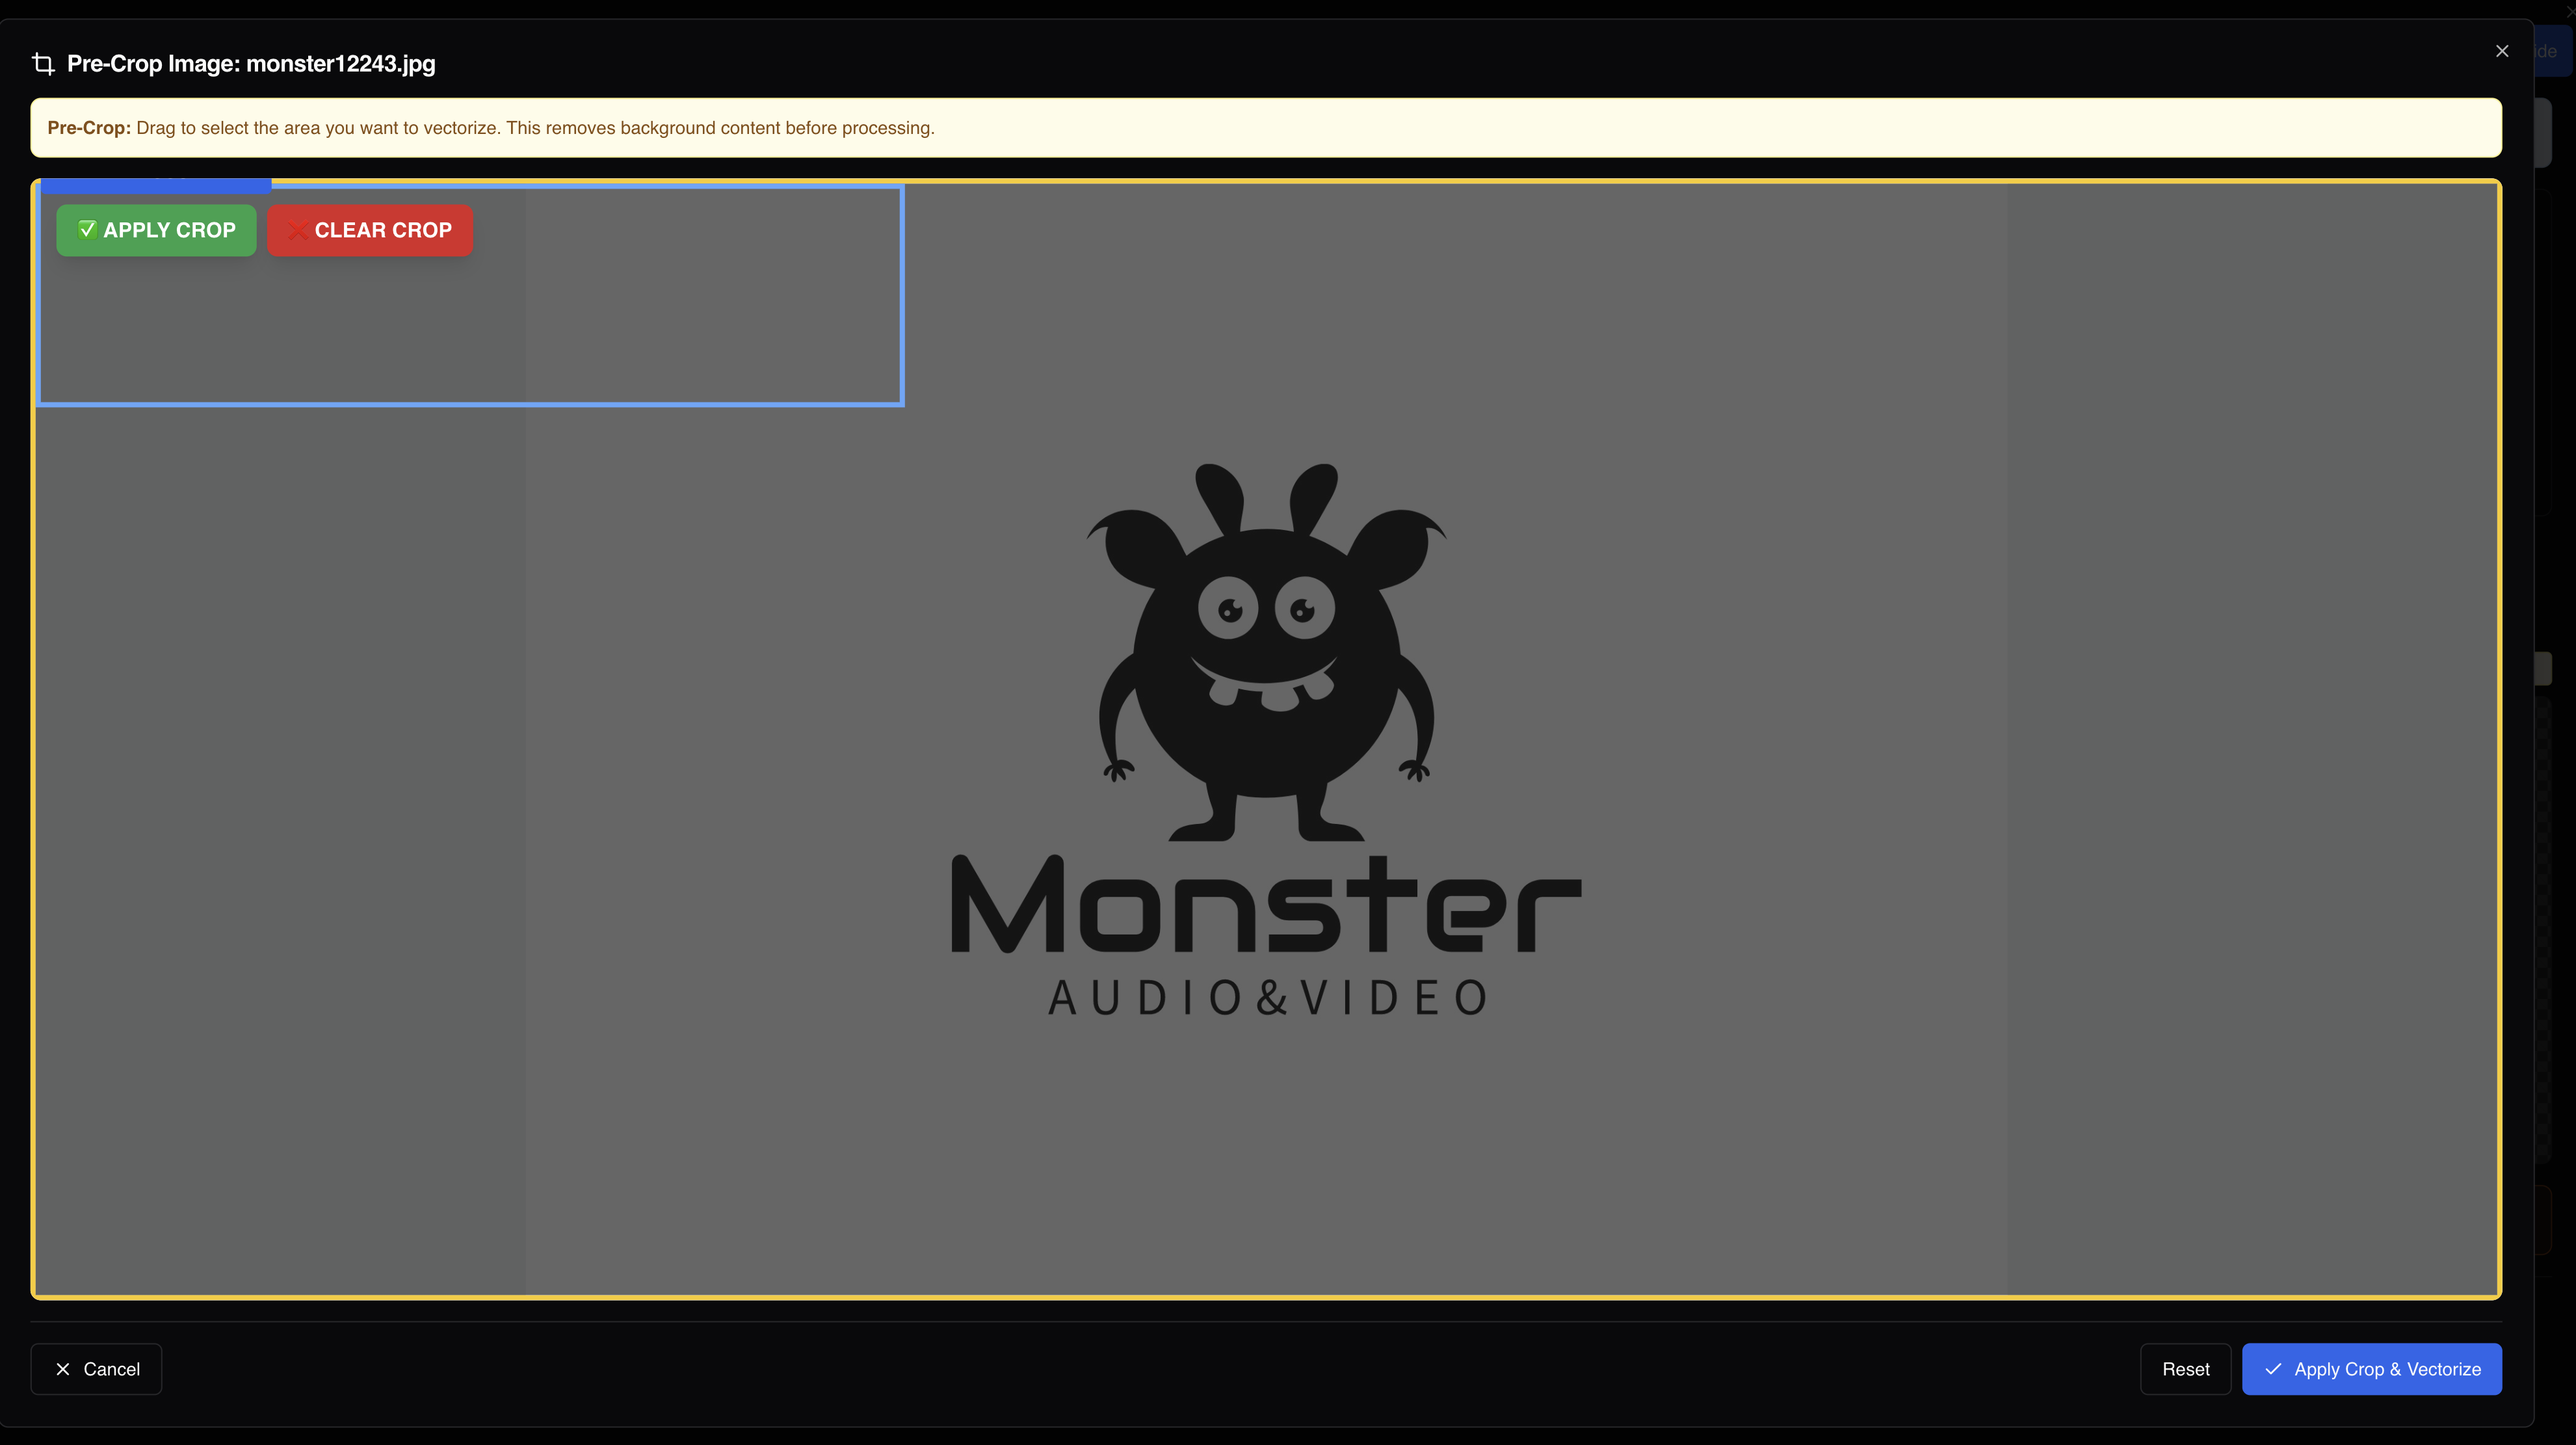 Pre-Crop Image: monster12243.jpg
Pre-Crop: Drag to select the area you want to vectorize. This removes background content before processing.
✅ APPLY CROP
❌ CLEAR CROP
Monster
AUDIO&VIDEO
Cancel
Reset
Apply Crop & Vectorize